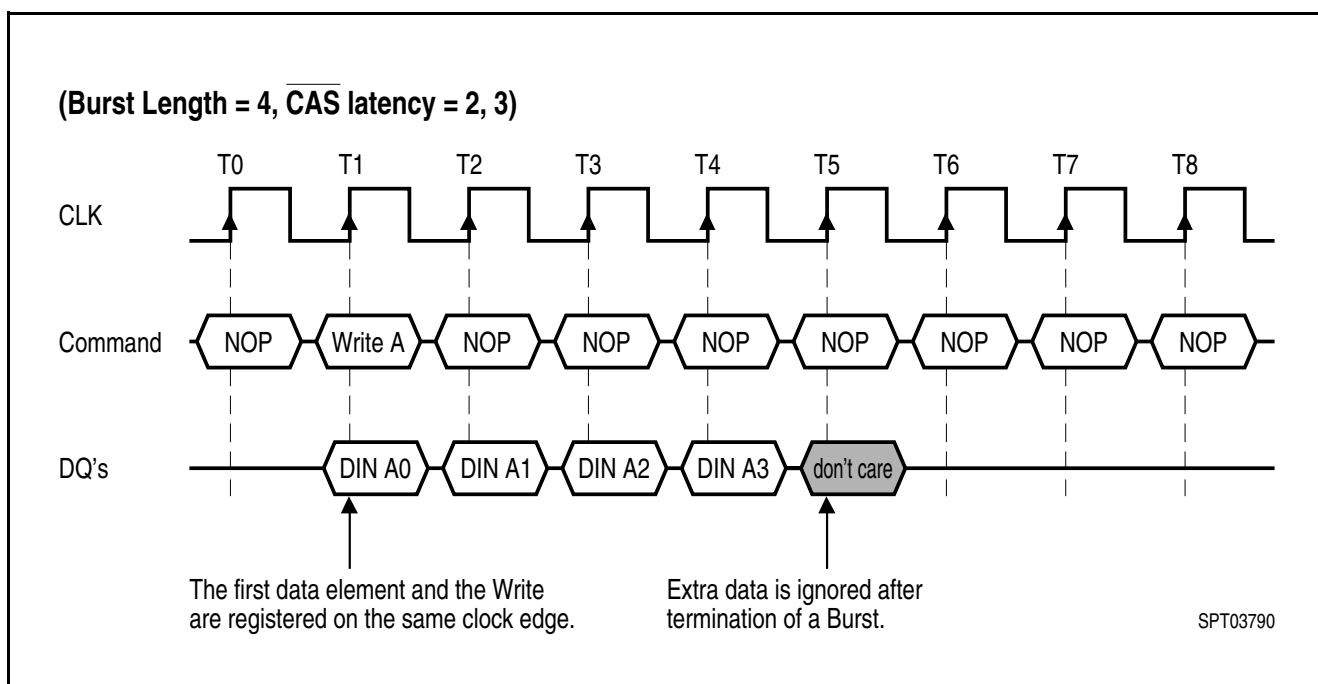 (Burst Length = 4, CAS latency = 2, 3)
T0 T1 T2 T3 T4 T5 T6 T7 T8
CLK
Command NOP Write A NOP NOP NOP NOP NOP NOP NOP
DQ's DIN A0 DIN A1 DIN A2 DIN A3 don't care
The first data element and the Write
are registered on the same clock edge.
Extra data is ignored after
termination of a Burst.
SPT03790